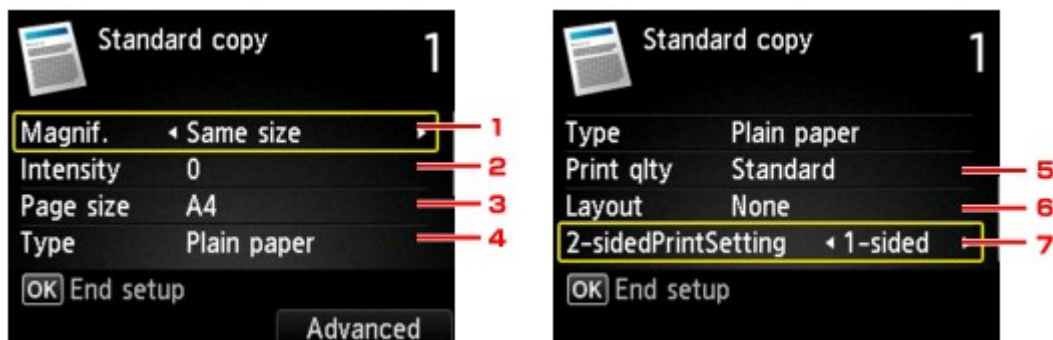 Standard copy 1
Magnif. Same size 1
Intensity 0 2
Page size A4 3
Type Plain paper 4
OK End setup
Advanced
Standard copy 1
Type Plain paper
Print qlty Standard 5
Layout None 6
2-sidedPrintSetting 1-sided 7
OK End setup